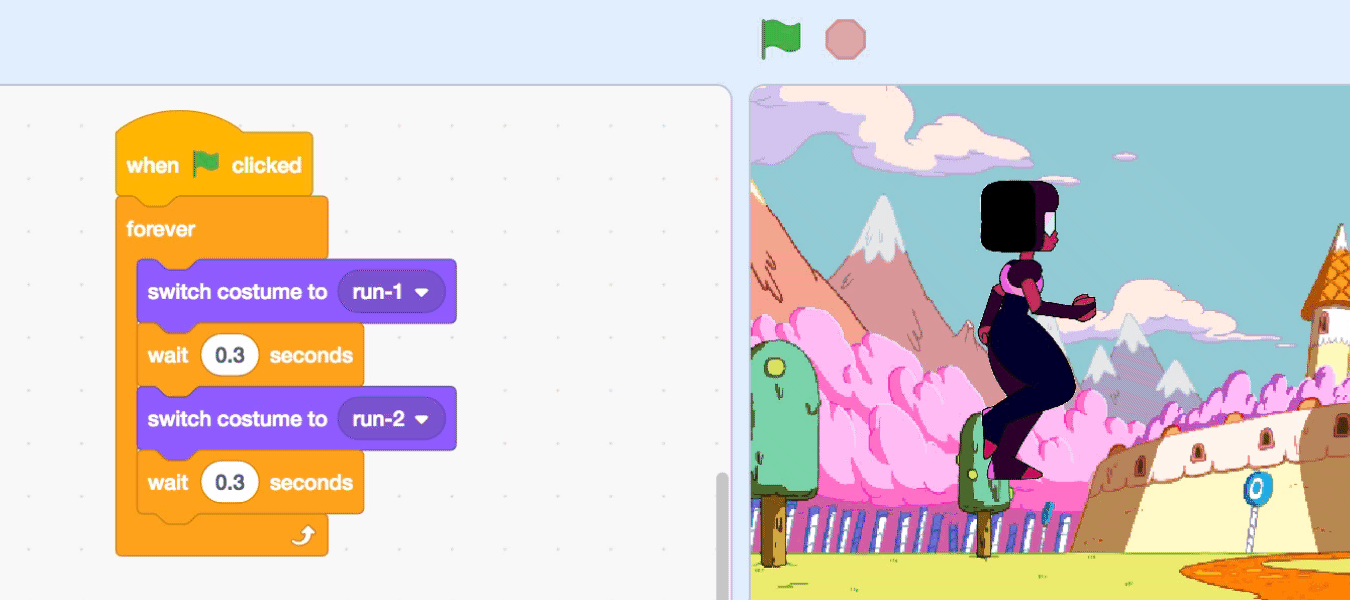 when clicked
forever
switch costume to run-1
wait 0.3 seconds
switch costume to run-2
wait 0.3 seconds